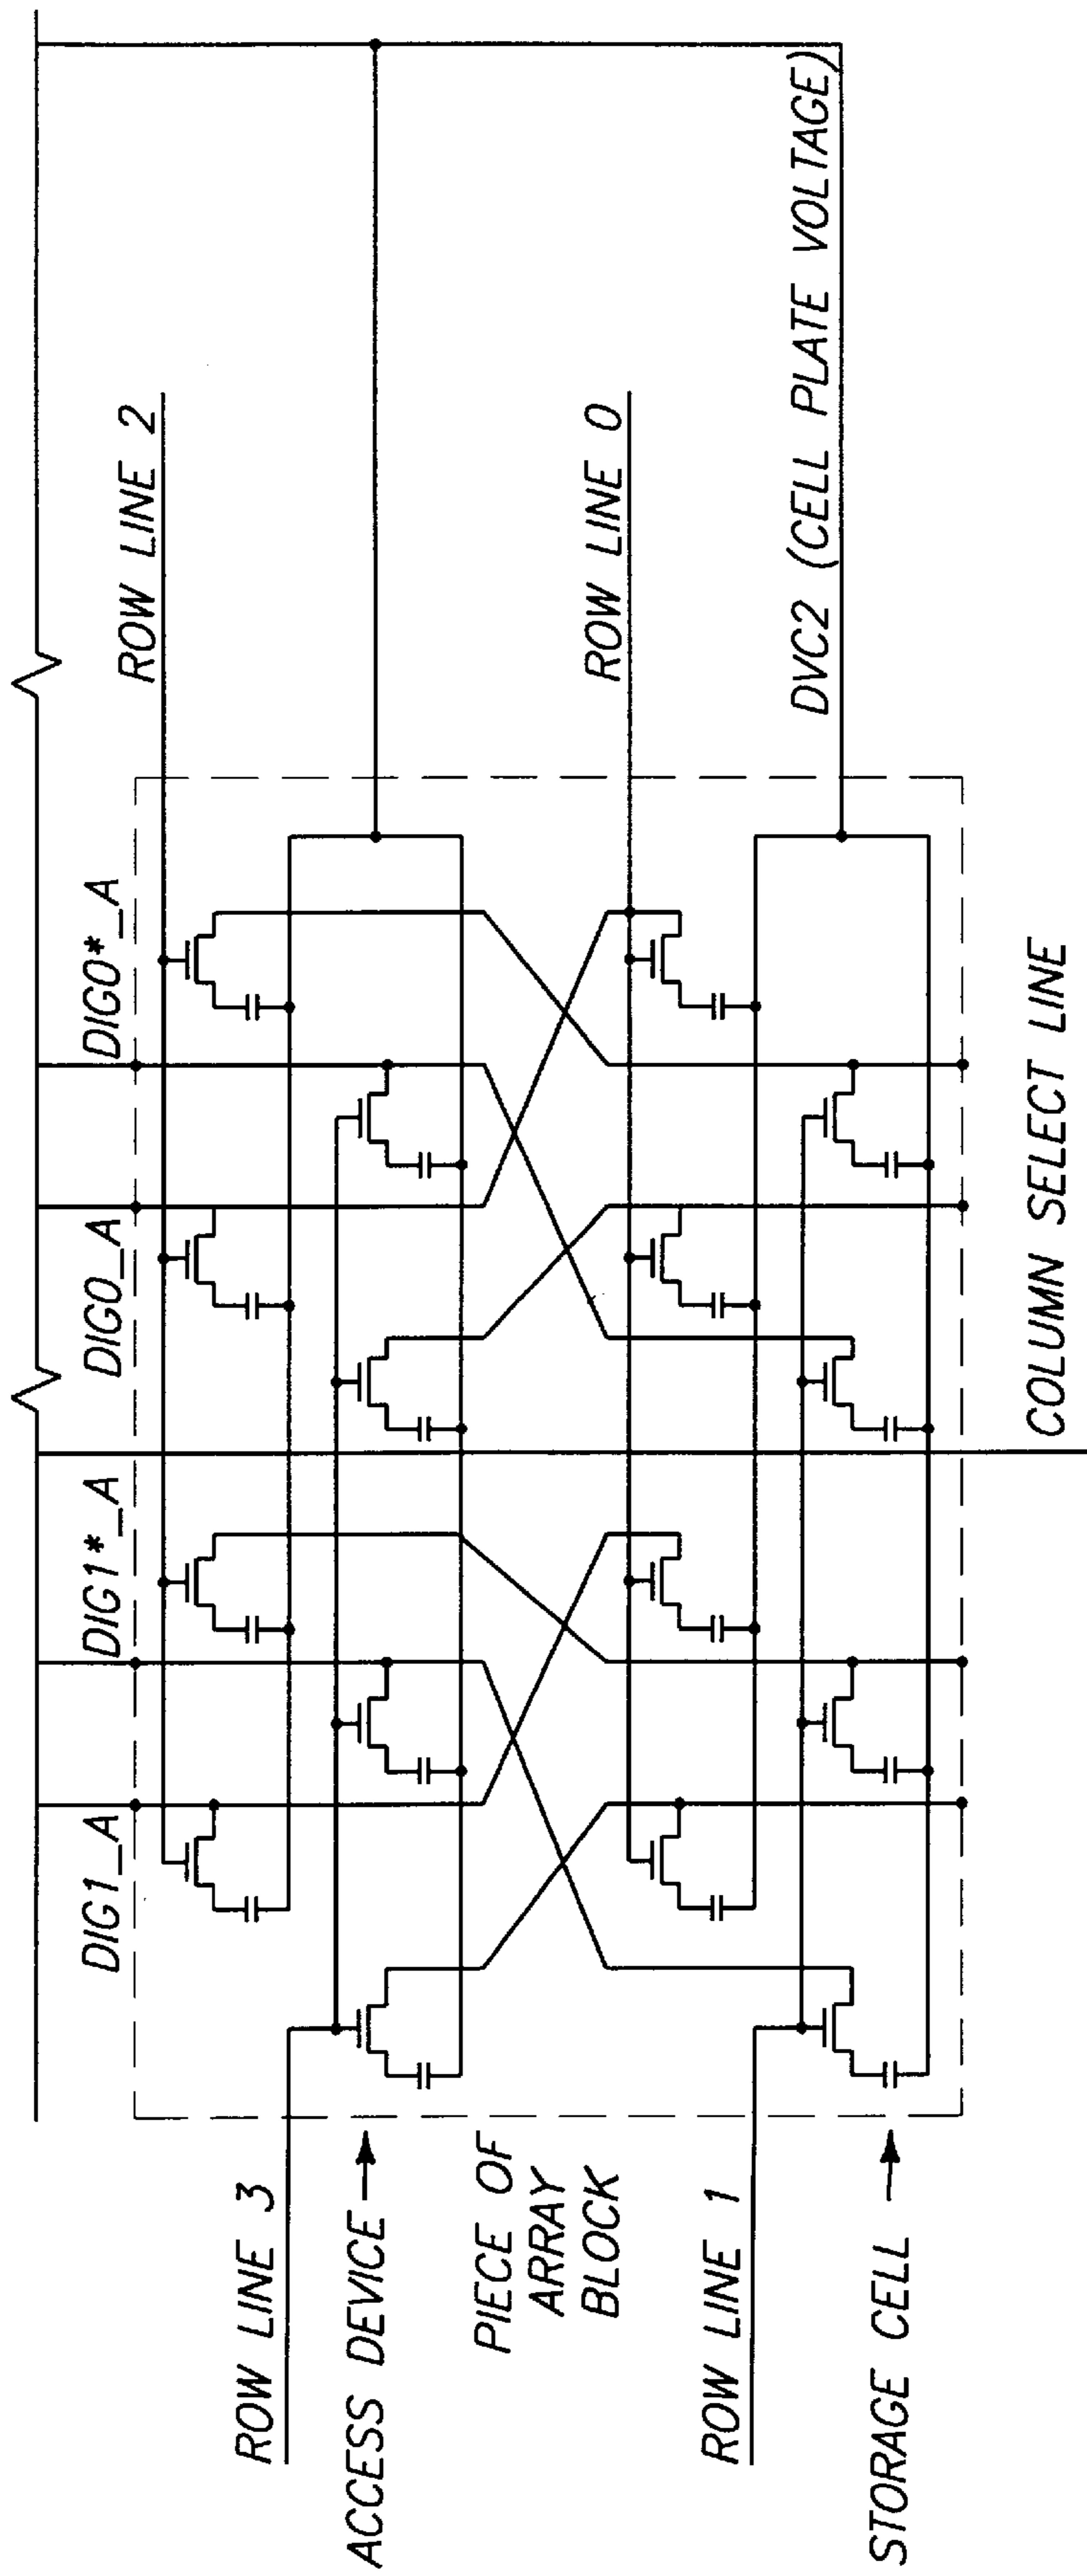 DIG1_A
DIG1*_A
DIG0_A
DIG0*_A
ROW LINE 2
ROW LINE 3
ACCESS DEVICE
PIECE OF
ARRAY
BLOCK
ROW LINE 0
ROW LINE 1
DVC2 (CELL PLATE VOLTAGE)
STORAGE CELL
COLUMN SELECT LINE